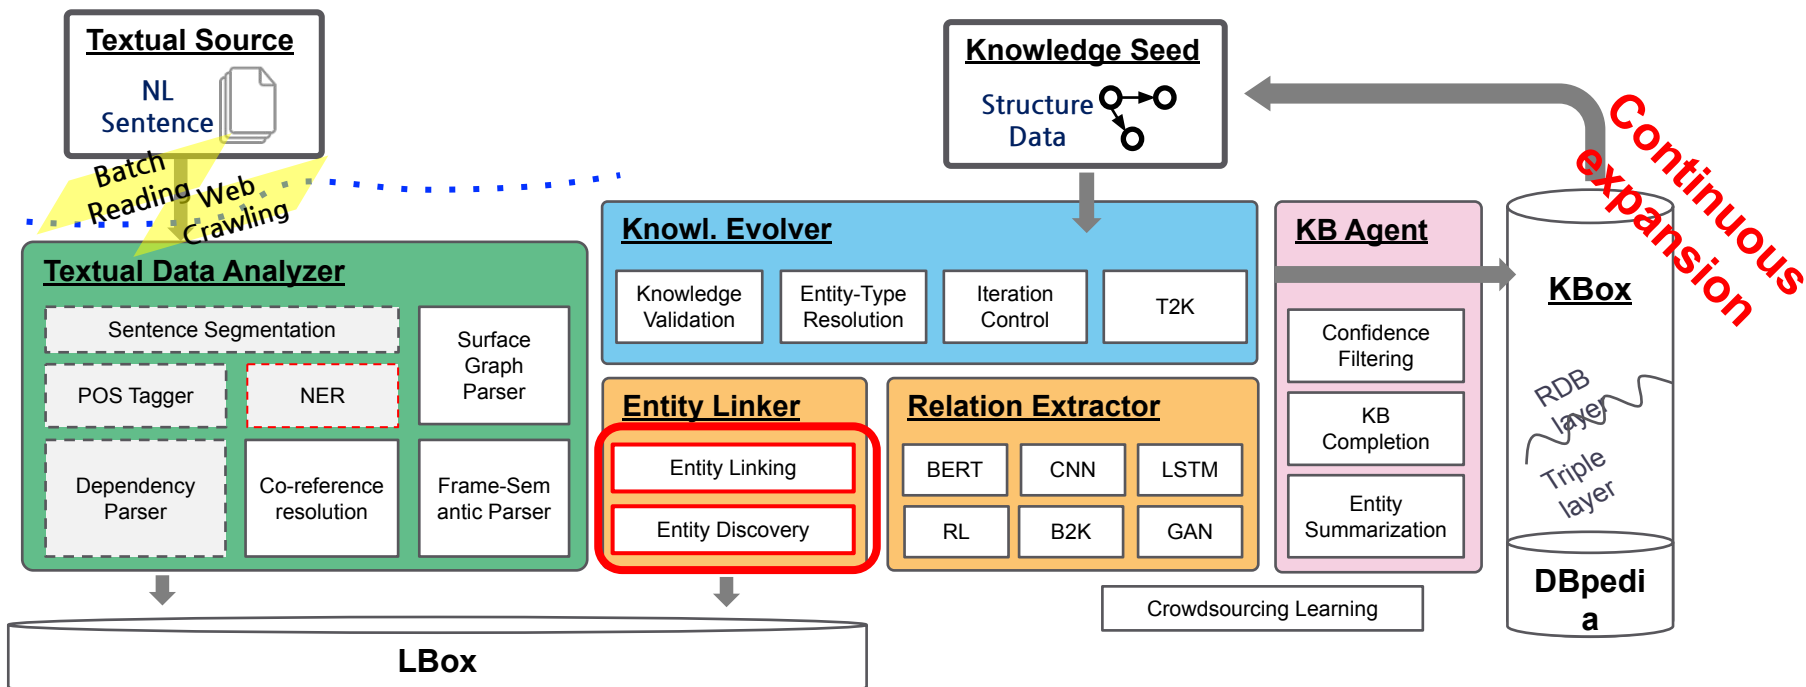 Textual Source
NL
Sentence
Batch
Reading
Web
Crawling
Knowledge Seed
Structure
Data
Continuous
expansion
Textual Data Analyzer
Sentence Segmentation
POS Tagger
NER
Surface
Graph
Parser
Dependency
Parser
Co-reference
resolution
Frame-Sem
antic Parser
Knowl. Evolver
Knowledge
Validation
Entity-Type
Resolution
Iteration
Control
T2K
Entity Linker
Entity Linking
Entity Discovery
Relation Extractor
BERT
CNN
LSTM
RL
B2K
GAN
KB Agent
Confidence
Filtering
KB
Completion
Entity
Summarization
KBox
RDB
layer
Triple
layer
DBpedi
a
Crowdsourcing Learning
LBox